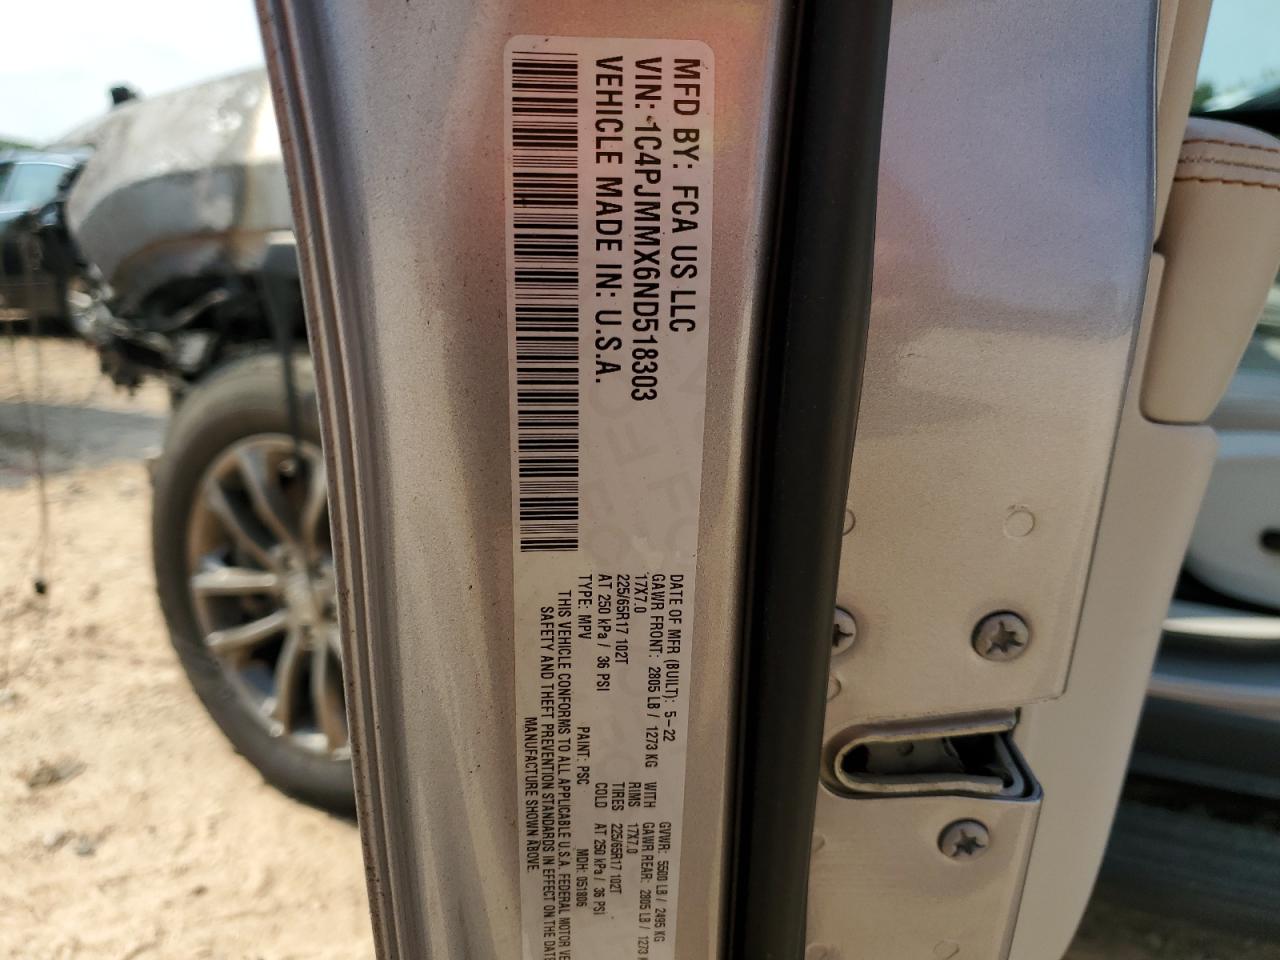 MFD BY: FCA US LLC
VIN: 1C4PJMMX6ND518303
VEHICLE MADE IN: U.S.A.
DATE OF MFR (BUILT): 5-22 GVWR: 5500 LB / 2495 KG
GAWR FRONT: 2805 LB / 1273 KG WITH GAWR REAR: 2805 LB / 1273 K
17X7.0 RIMS 17X7.0
225/65R17 102T TIRES 225/65R17 102T
AT 250 kPa / 36 PSI COLD AT 250 kPa / 36 PSI
TYPE: MPV PAINT: PSC MDH: 051806
THIS VEHICLE CONFORMS TO ALL APPLICABLE U.S.A. FEDERAL MOTOR VE
SAFETY AND THEFT PREVENTION STANDARDS IN EFFECT ON THE DATE
MANUFACTURE SHOWN ABOVE.